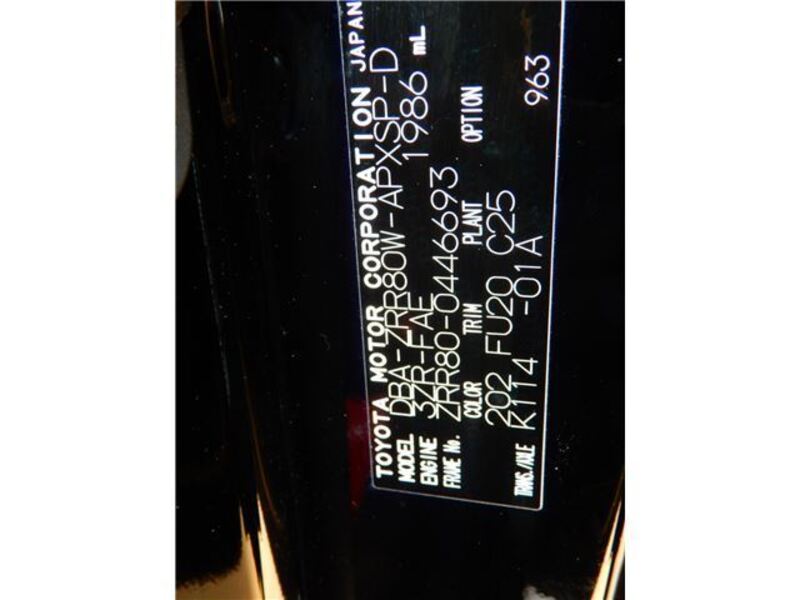 TOYOTA MOTOR CORPORATION JAPAN
MODEL DBA-ZRR80W-APXSP-D
ENGINE 3ZR-FAE 1986 mL
FRAME No. ZRR80-0446693
COLOR TRIM PLANT OPTION
202 FU20 C25
TRANS./AXLE K114 -01A
963